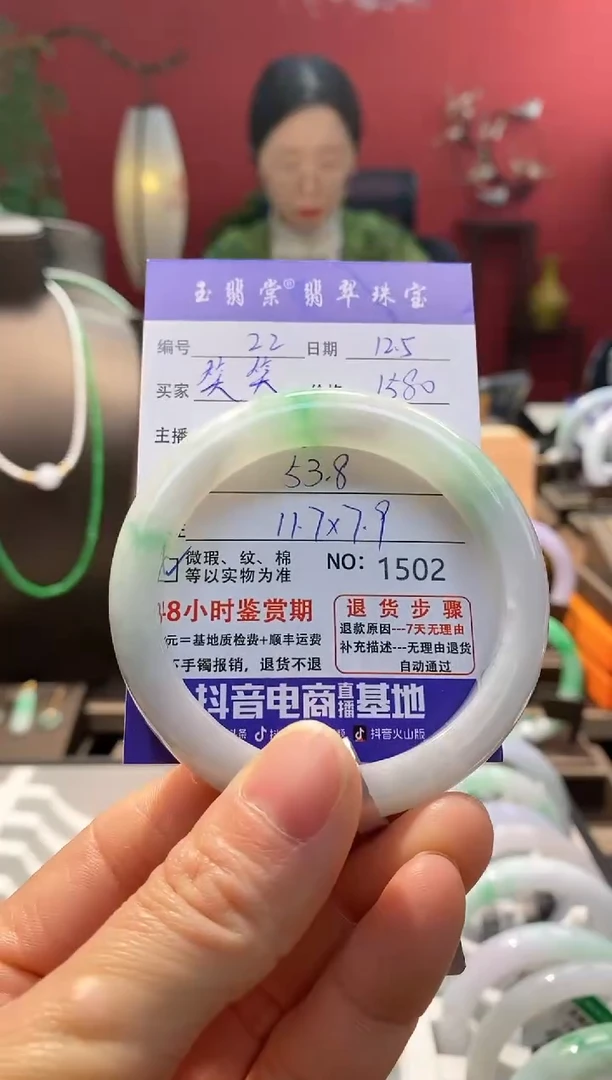 玉翡棠®翡翠珠宝
编号 22 日期 12.5
买家 笑笑 价格 1580
主播
53.8
11.7x7.9
微瑕、纹、棉
等以实物为准
NO: 1502
48小时鉴赏期
元=基地质检费+顺丰运费
下手镯报销，退货不退
退货步骤
退款原因---7天无理由
补充描述---无理由退货
自动通过
抖音电商直播基地
抖音火山版